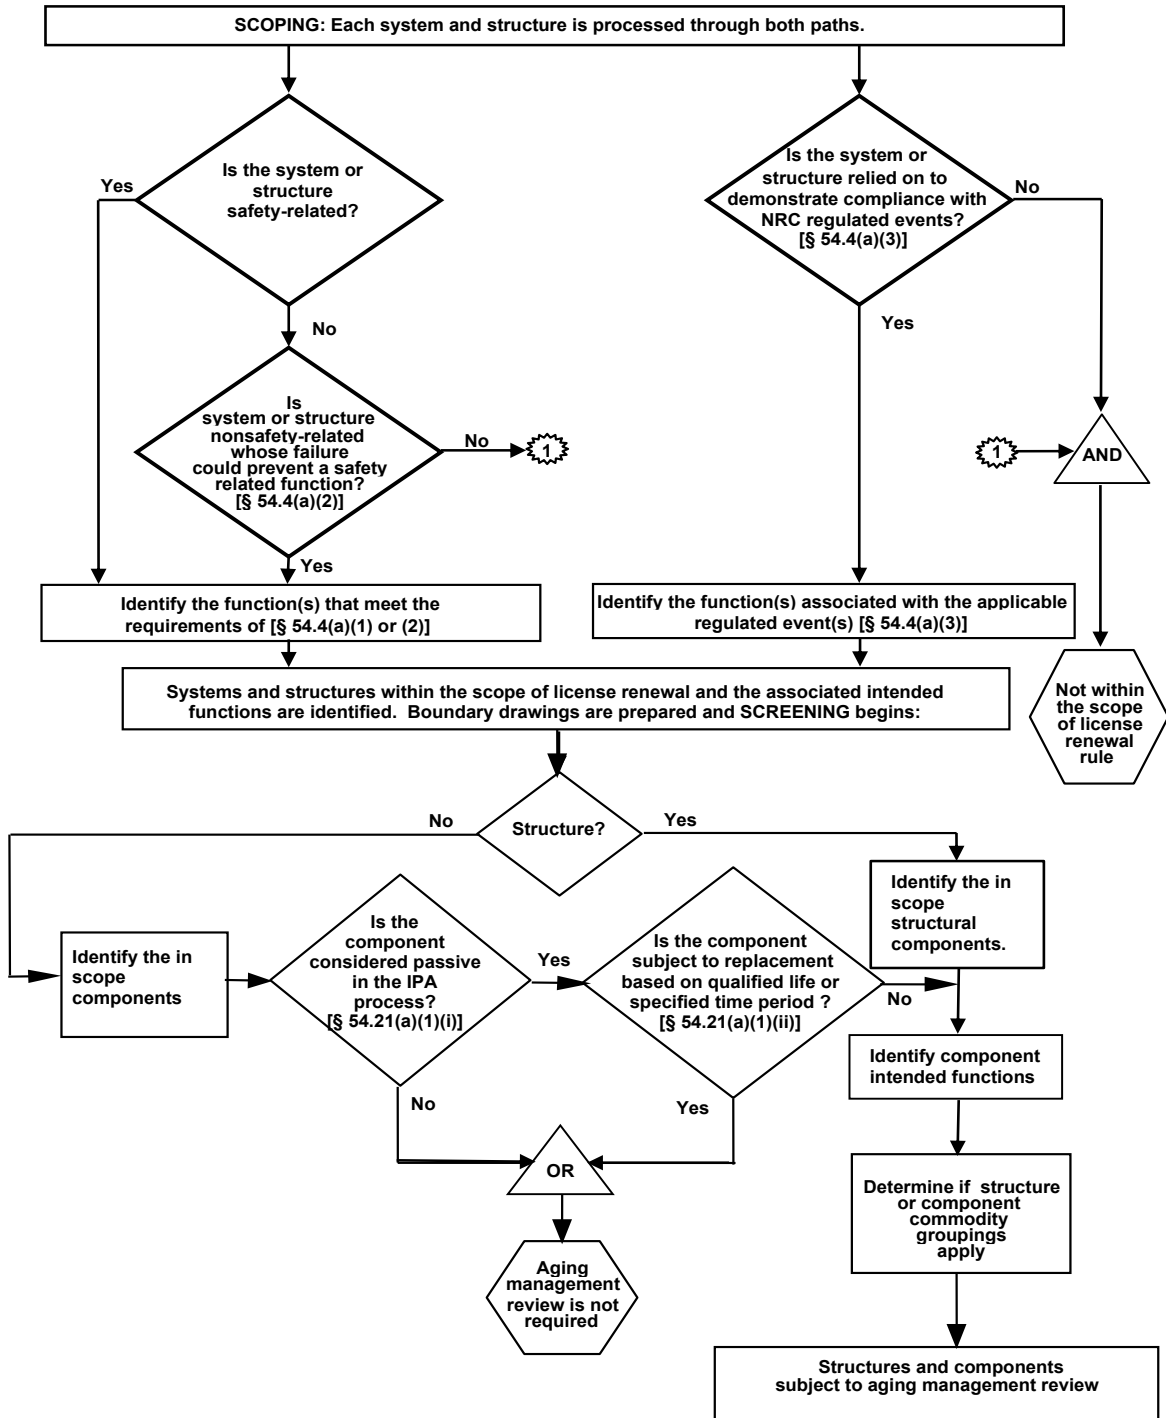 SCOPING: Each system and structure is processed through both paths.
Is the system or
structure
safety-related?
Yes
No
Is the system or
structure relied on to
demonstrate compliance with
NRC regulated events?
[§ 54.4(a)(3)]
No
Yes
Is
system or structure
nonsafety-related
whose failure
could prevent a safety
related function?
[§ 54.4(a)(2)]
No
1
Yes
1
AND
Identify the function(s) that meet the
requirements of [§ 54.4(a)(1) or (2)]
Identify the function(s) associated with the applicable
regulated event(s) [§ 54.4(a)(3)]
Not within
the scope
of license
renewal
rule
Systems and structures within the scope of license renewal and the associated intended
functions are identified.  Boundary drawings are prepared and SCREENING begins:
Structure?
No
Yes
Identify the in
scope
structural
components.
Identify the in
scope
components
Is the
component
considered passive
in the IPA
process?
[§ 54.21(a)(1)(i)]
Yes
No
Is the component
subject to replacement
based on qualified life or
specified time period ?
[§ 54.21(a)(1)(ii)]
No
Yes
Identify component
intended functions
OR
Aging
management
review is not
required
Determine if  structure
or component
commodity
groupings
apply
Structures and components
subject to aging management review